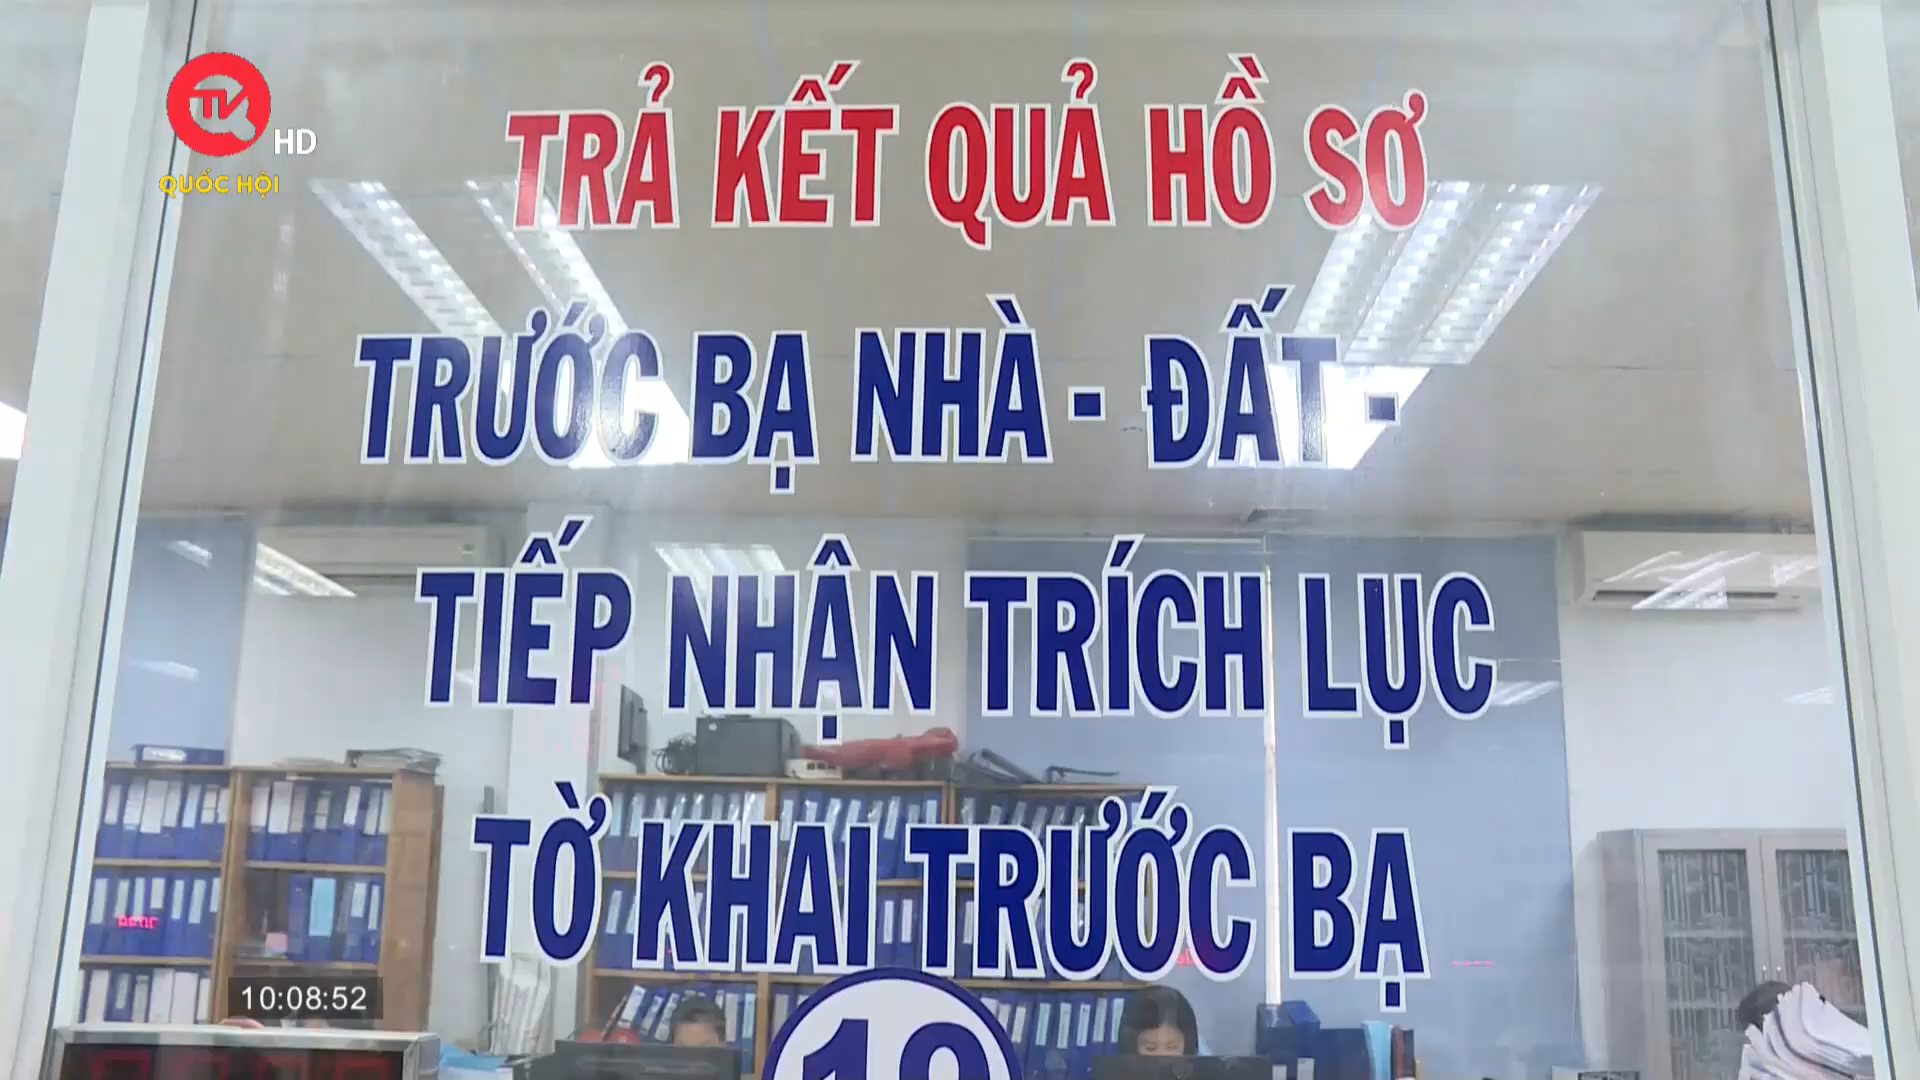 TV
HD
QUỐC HỘI
TRẢ KẾT QUẢ HỒ SƠ
TRƯỚC BẠ NHÀ - ĐẤT -
TIẾP NHẬN TRÍCH LỤC
TỜ KHAI TRƯỚC BẠ
10:08:52